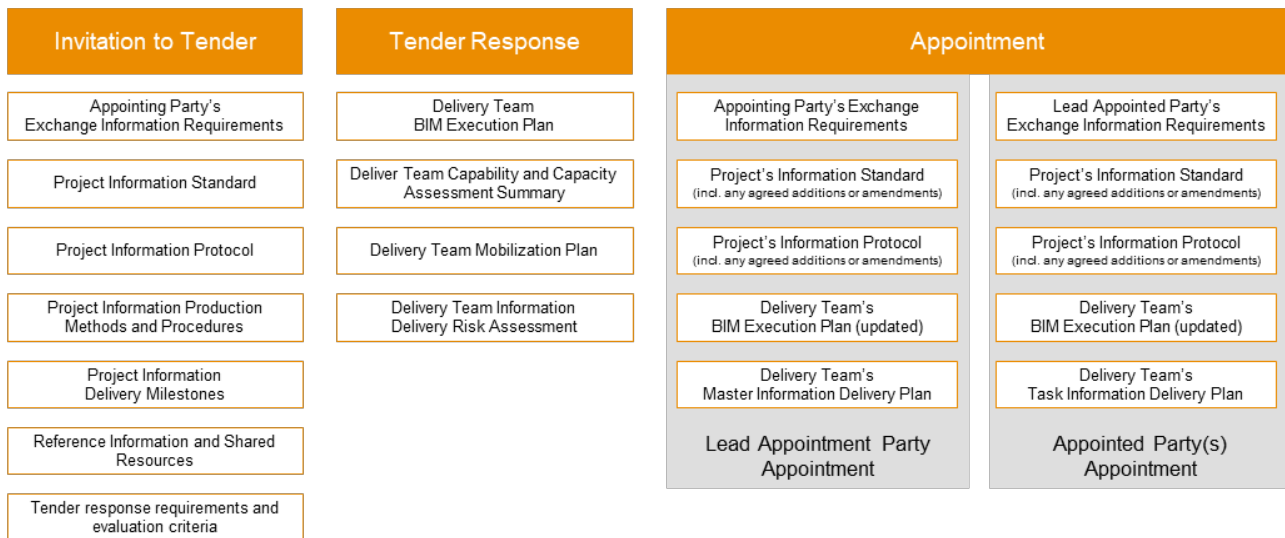 Invitation to Tender
Appointing Party's
Exchange Information Requirements
Project Information Standard
Project Information Protocol
Project Information Production
Methods and Procedures
Project Information
Delivery Milestones
Reference Information and Shared
Resources
Tender response requirements and
evaluation criteria
Tender Response
Delivery Team
BIM Execution Plan
Deliver Team Capability and Capacity
Assessment Summary
Delivery Team Mobilization Plan
Delivery Team Information
Delivery Risk Assessment
Appointment
Appointing Party's Exchange
Information Requirements
Project's Information Standard
(incl. any agreed additions or amendments)
Project's Information Protocol
(incl. any agreed additions or amendments)
Delivery Team's
BIM Execution Plan (updated)
Delivery Team's
Master Information Delivery Plan
Lead Appointment Party
Appointment
Lead Appointed Party's
Exchange Information Requirements
Project's Information Standard
(incl. any agreed additions or amendments)
Project's Information Protocol
(incl. any agreed additions or amendments)
Delivery Team's
BIM Execution Plan (updated)
Delivery Team's
Task Information Delivery Plan
Appointed Party(s)
Appointment